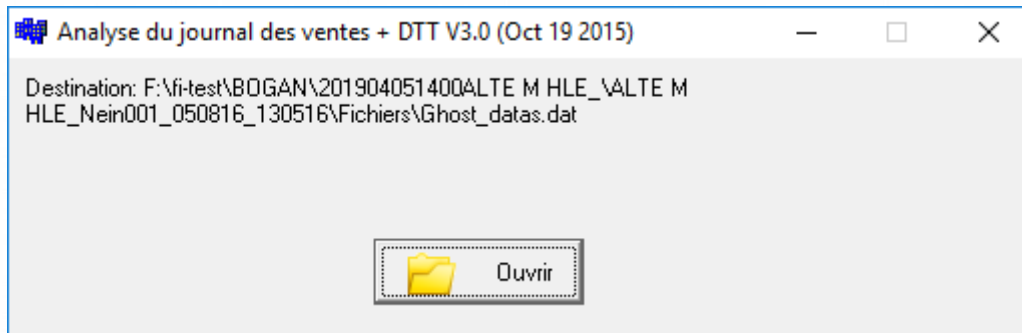 Analyse du journal des ventes + DTT V3.0 (Oct 19 2015)
Destination: F:\fi-test\BOGAN\201904051400ALTE M HLE_\ALTE M
HLE_Nein001_050816_130516\Fichiers\Ghost_datas.dat
Ouvrir